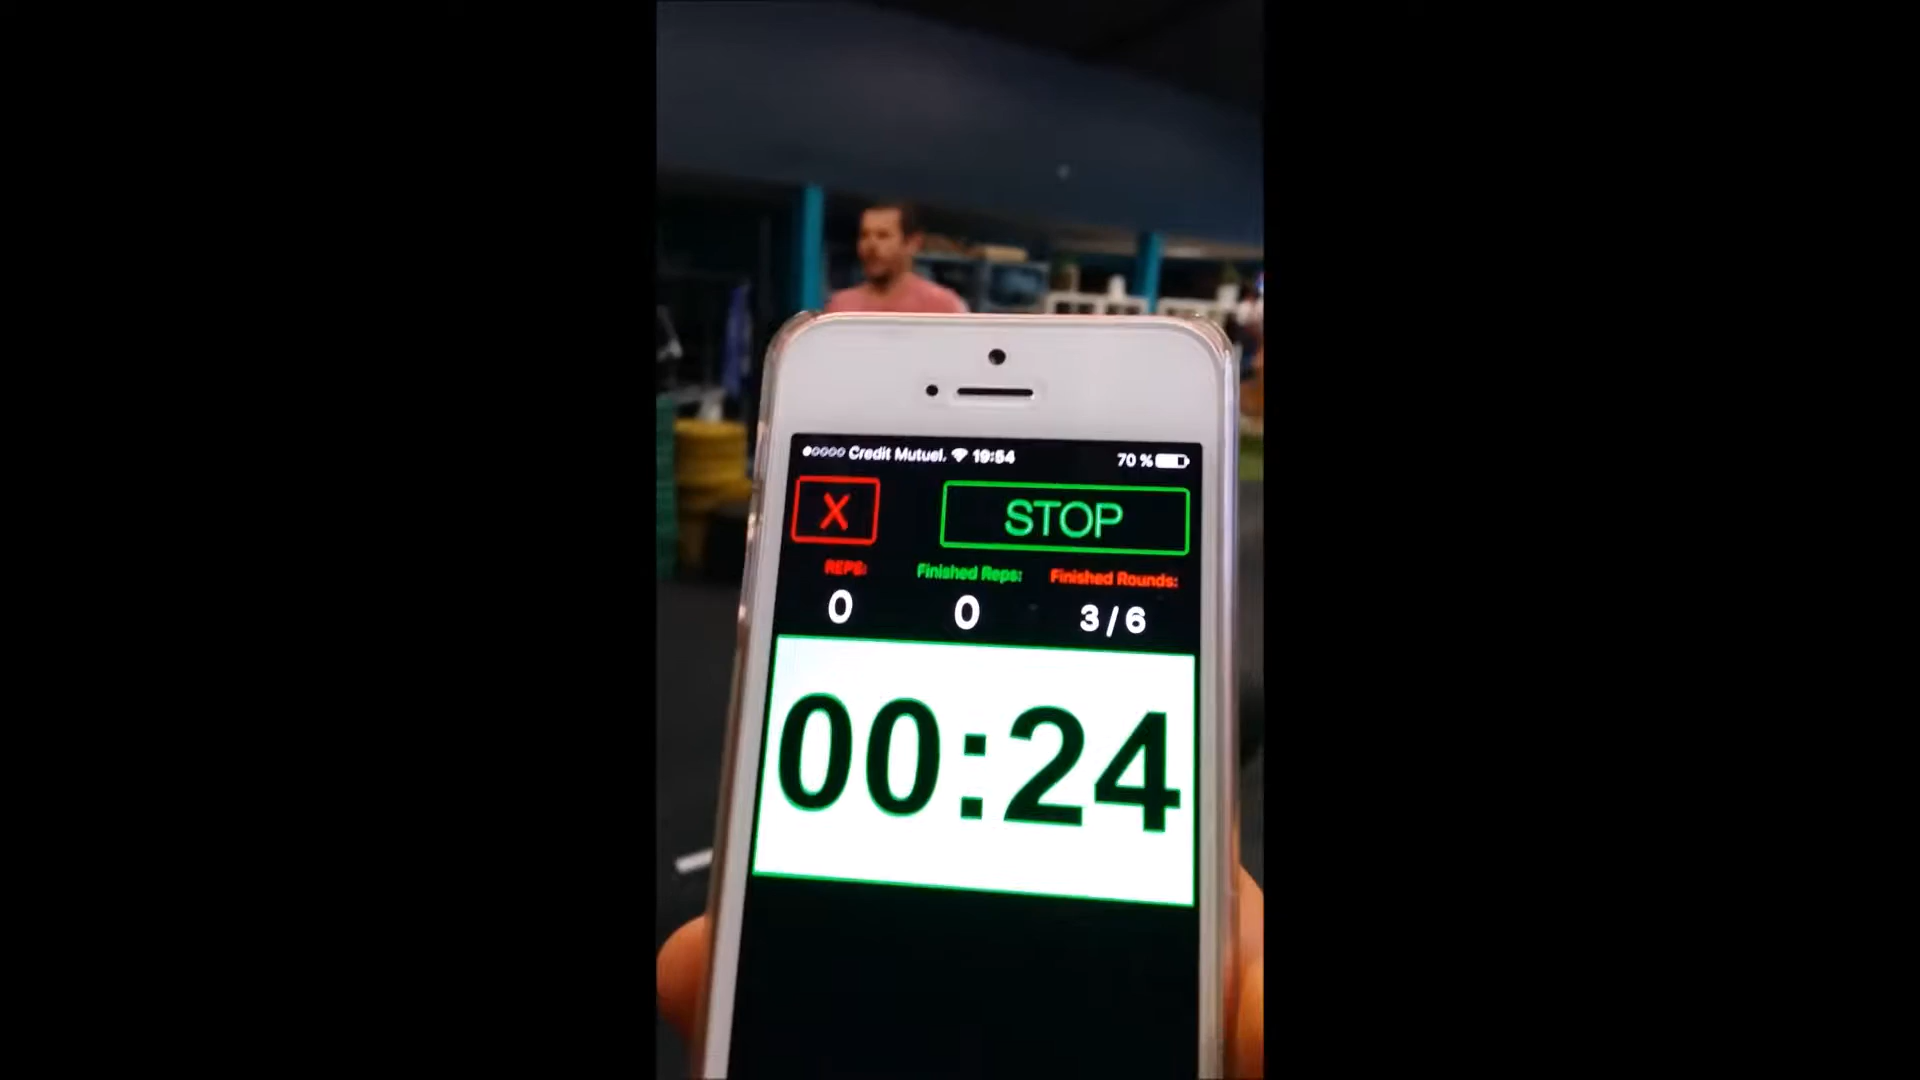 Credit Mutuel. 19:54 70 %
X STOP
REPS: Finished Reps: Finished Rounds:
0 0 3/6
00:24